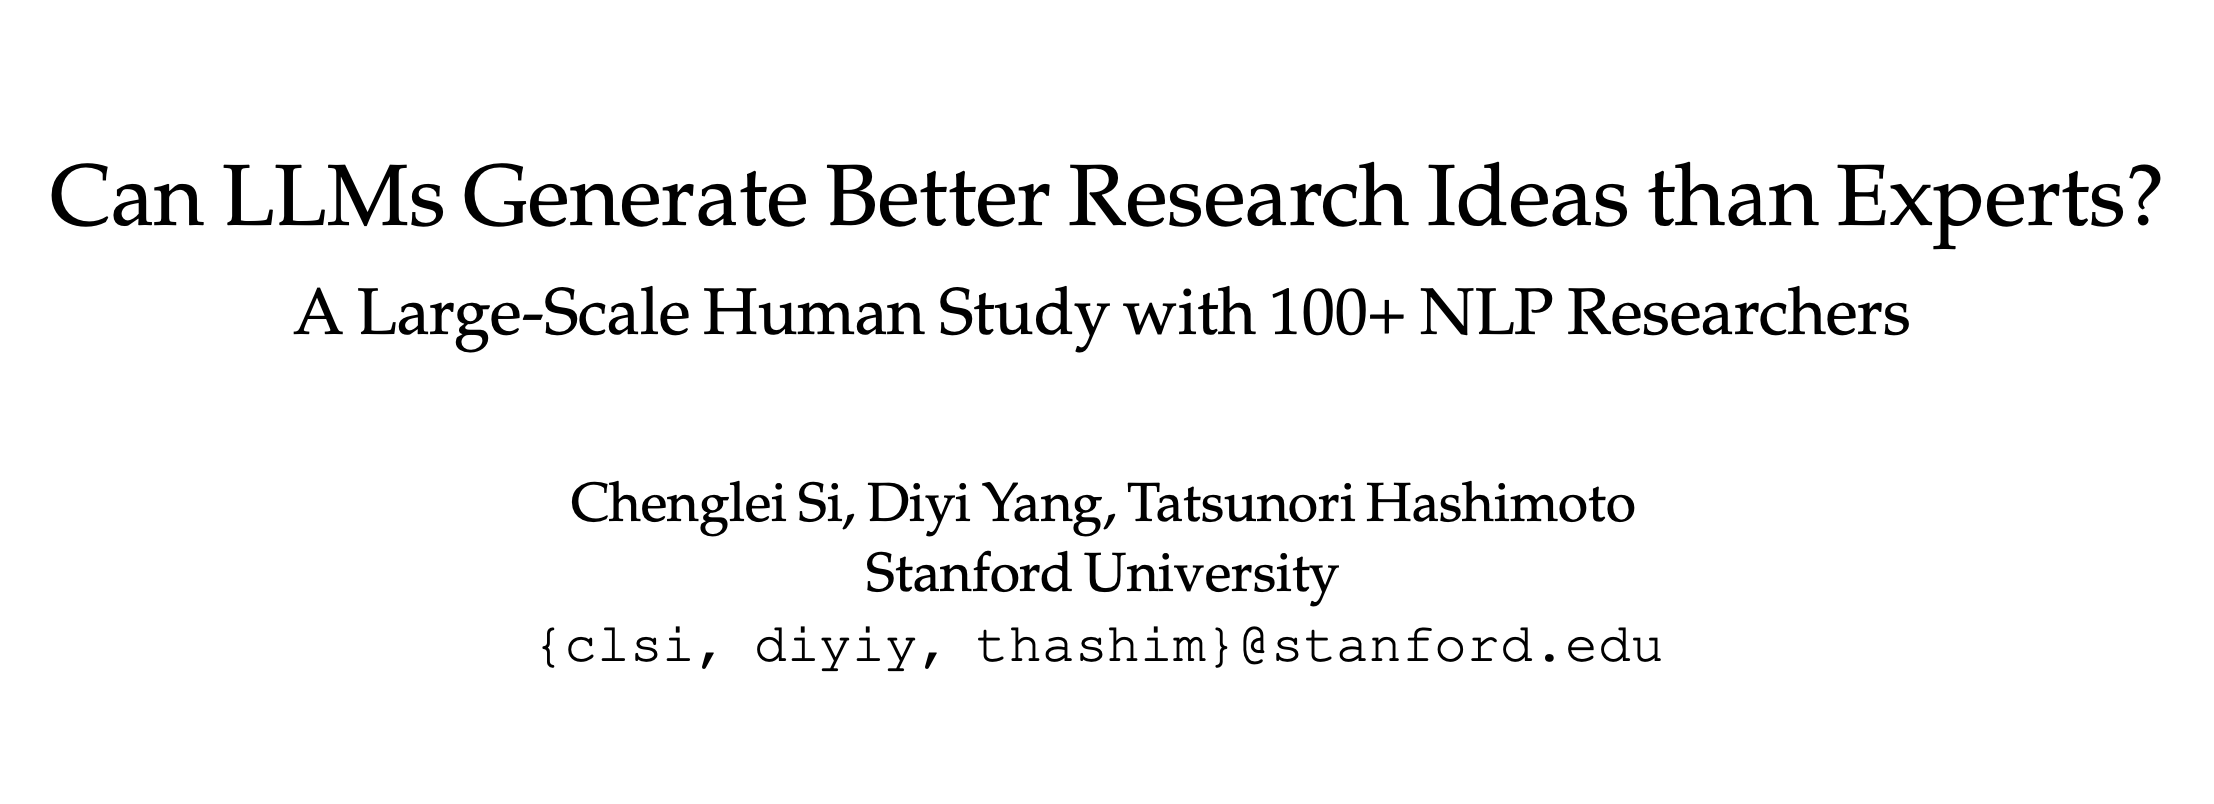 Can LLMs Generate Better Research Ideas than Experts?
A Large-Scale Human Study with 100+ NLP Researchers
Chenglei Si, Diyi Yang, Tatsunori Hashimoto
Stanford University
{clsi, diyiy, thashim}@stanford.edu